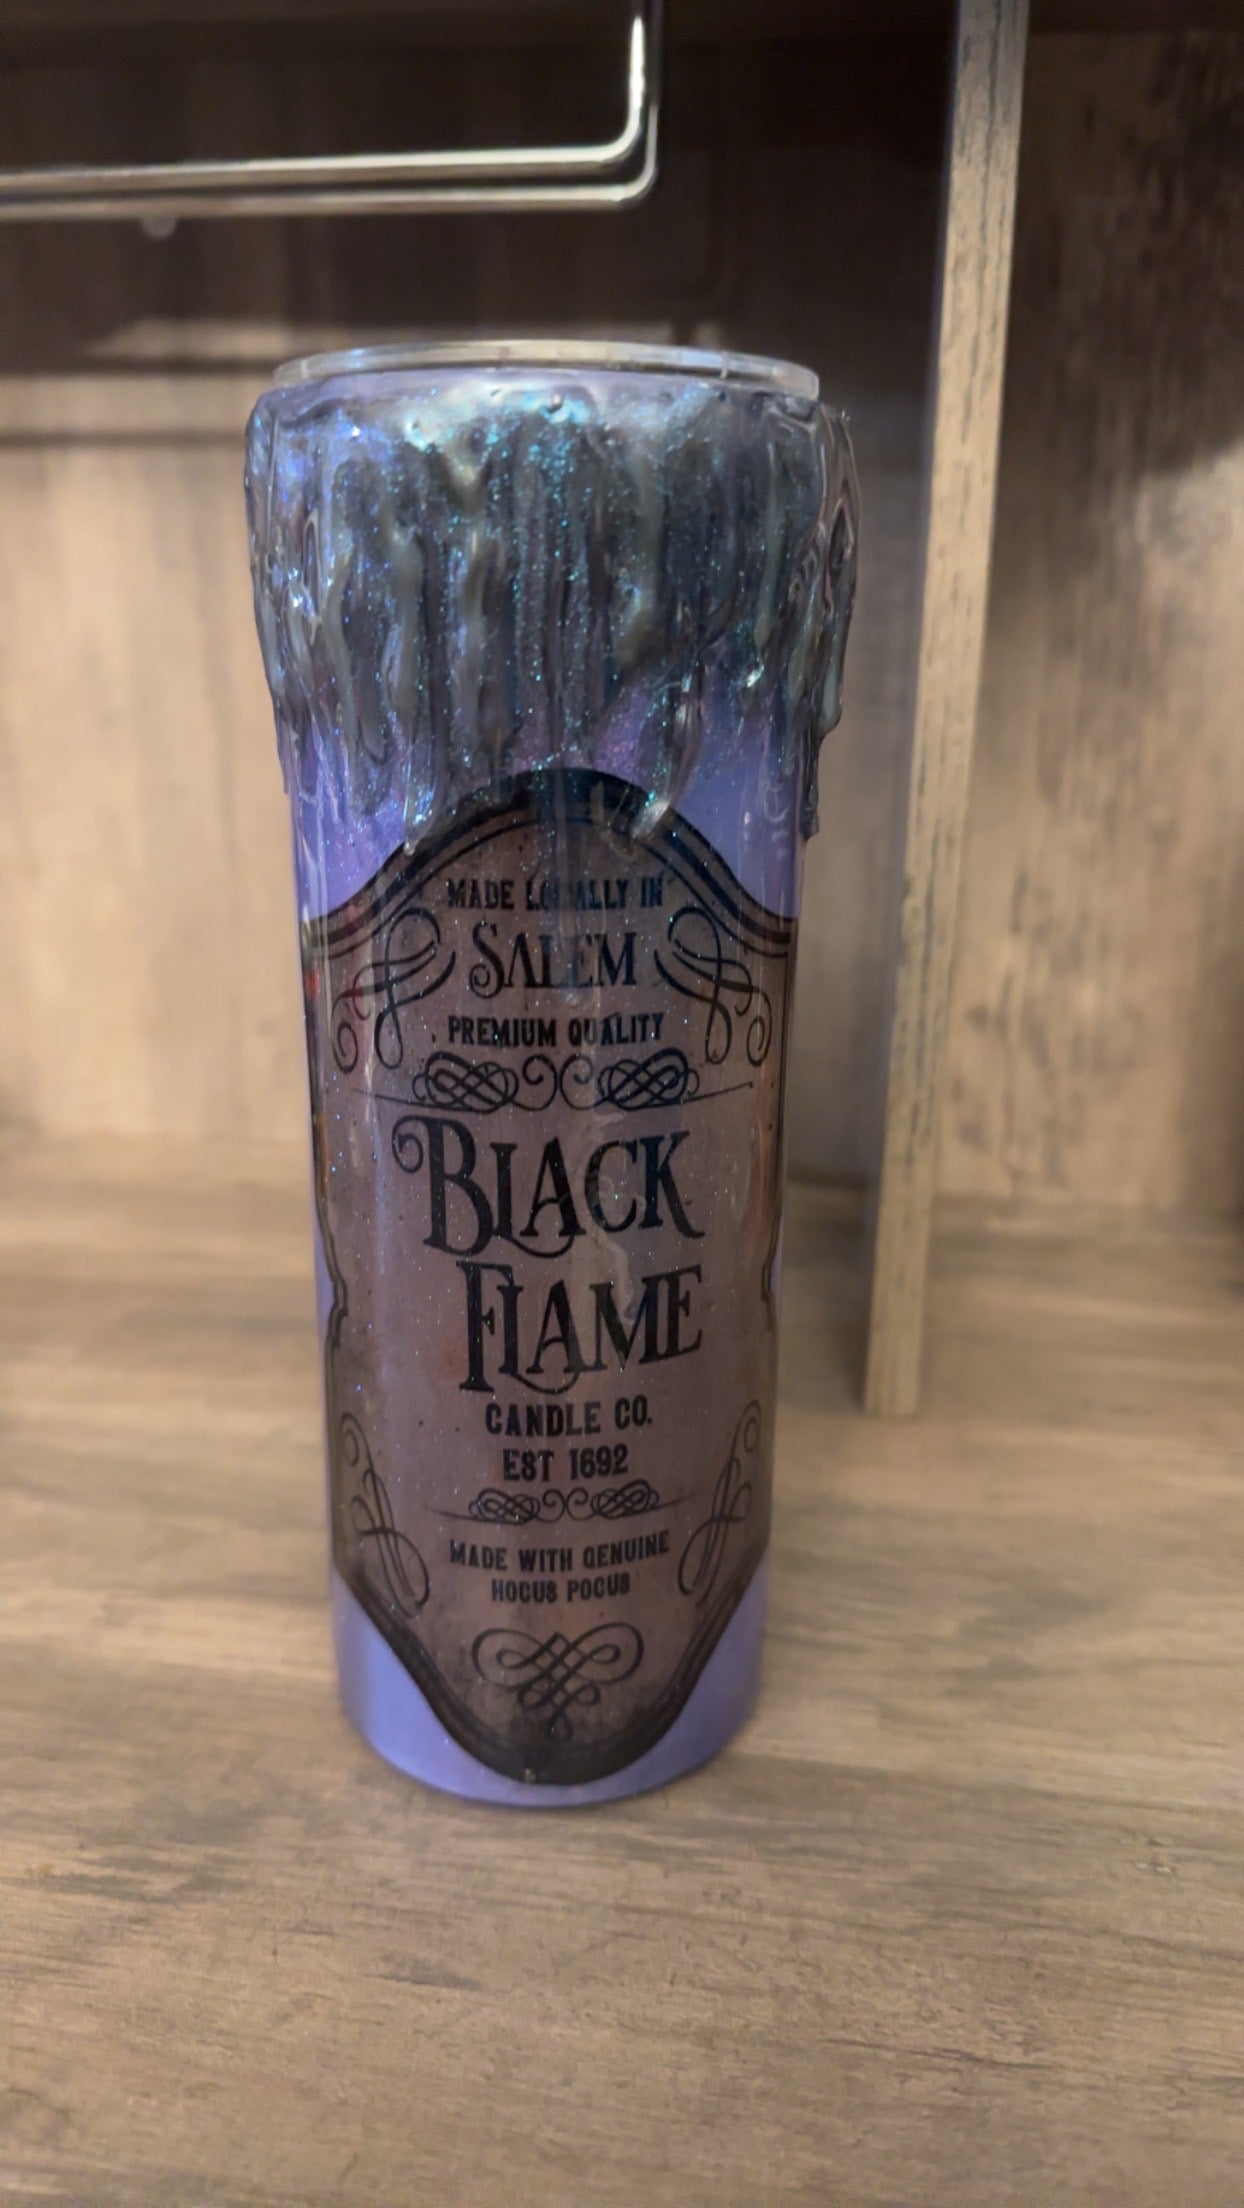 MADE LOCALLY IN
SALEM
PREMIUM QUALITY
BLACK
FLAME
CANDLE CO.
EST 1692
MADE WITH GENUINE
HOCUS POCUS